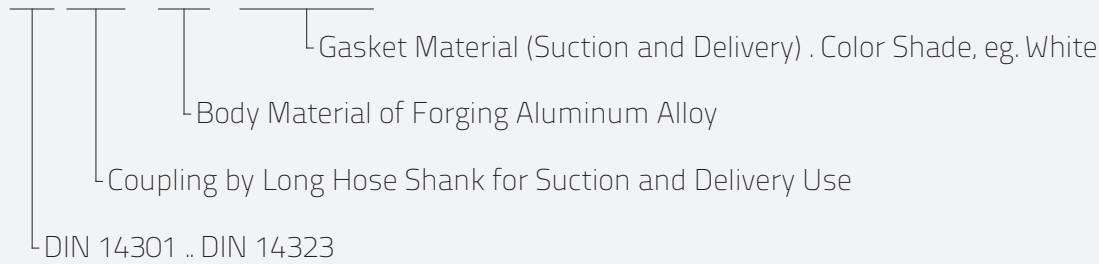 Gasket Material (Suction and Delivery) . Color Shade, eg. White
Body Material of Forging Aluminum Alloy
Coupling by Long Hose Shank for Suction and Delivery Use
DIN 14301 .. DIN 14323